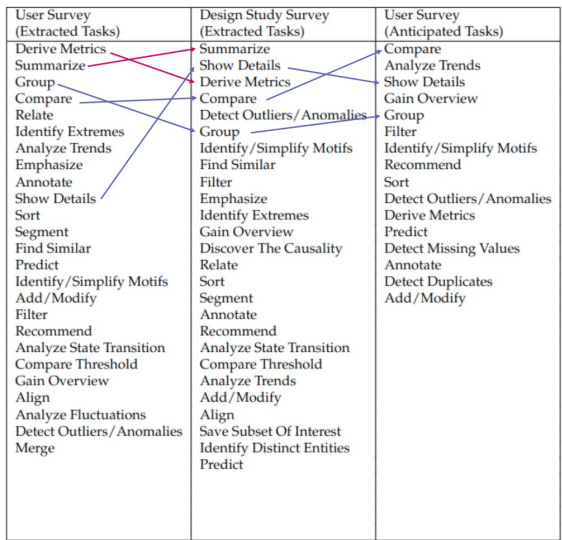 User Survey
(Extracted Tasks)
Derive Metrics
Summarize
Group
Compare
Relate
Identify Extremes
Analyze Trends
Emphasize
Annotate
Show Details
Sort
Segment
Find Similar
Predict
Identify/Simplify Motifs
Add/Modify
Filter
Recommend
Analyze State Transition
Compare Threshold
Gain Overview
Align
Analyze Fluctuations
Detect Outliers/Anomalies
Merge
Design Study Survey
(Extracted Tasks)
Summarize
Show Details
Derive Metrics
Compare
Detect Outliers/Anomalies
Group
Identify/Simplify Motifs
Find Similar
Filter
Emphasize
Identify Extremes
Gain Overview
Discover The Causality
Relate
Sort
Segment
Annotate
Recommend
Analyze State Transition
Compare Threshold
Analyze Trends
Add/Modify
Align
Save Subset Of Interest
Identify Distinct Entities
Predict
User Survey
(Anticipated Tasks)
Compare
Analyze Trends
Show Details
Gain Overview
Group
Filter
Identify/Simplify Motifs
Recommend
Sort
Detect Outliers/Anomalies
Derive Metrics
Predict
Detect Missing Values
Annotate
Detect Duplicates
Add/Modify